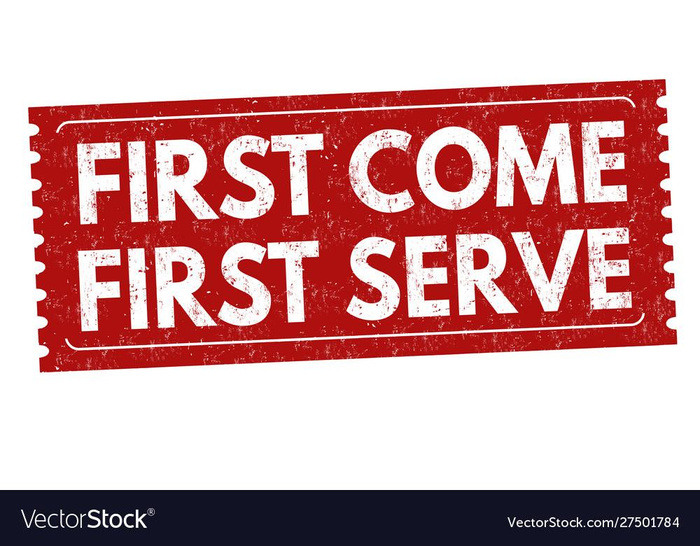 FIRST COME
FIRST SERVE
VectorStock®
VectorStock.com/27501784